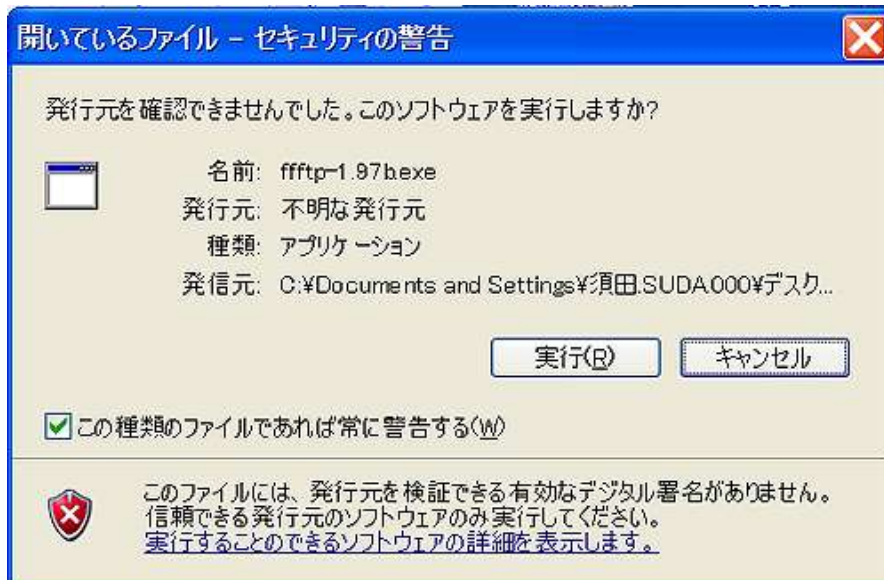 開いているファイル - セキュリティの警告
発行元を確認できませんでした。このソフトウェアを実行しますか?
名前: ffftp-1.97b.exe
発行元: 不明な発行元
種類: アプリケーション
発信元: C:¥Documents and Settings¥須田.SUDA.000¥デスク...
実行(R) キャンセル
この種類のファイルであれば常に警告する(W)
このファイルには、発行元を検証できる有効なデジタル署名がありません。
信頼できる発行元のソフトウェアのみ実行してください。
実行することのできるソフトウェアの詳細を表示します。